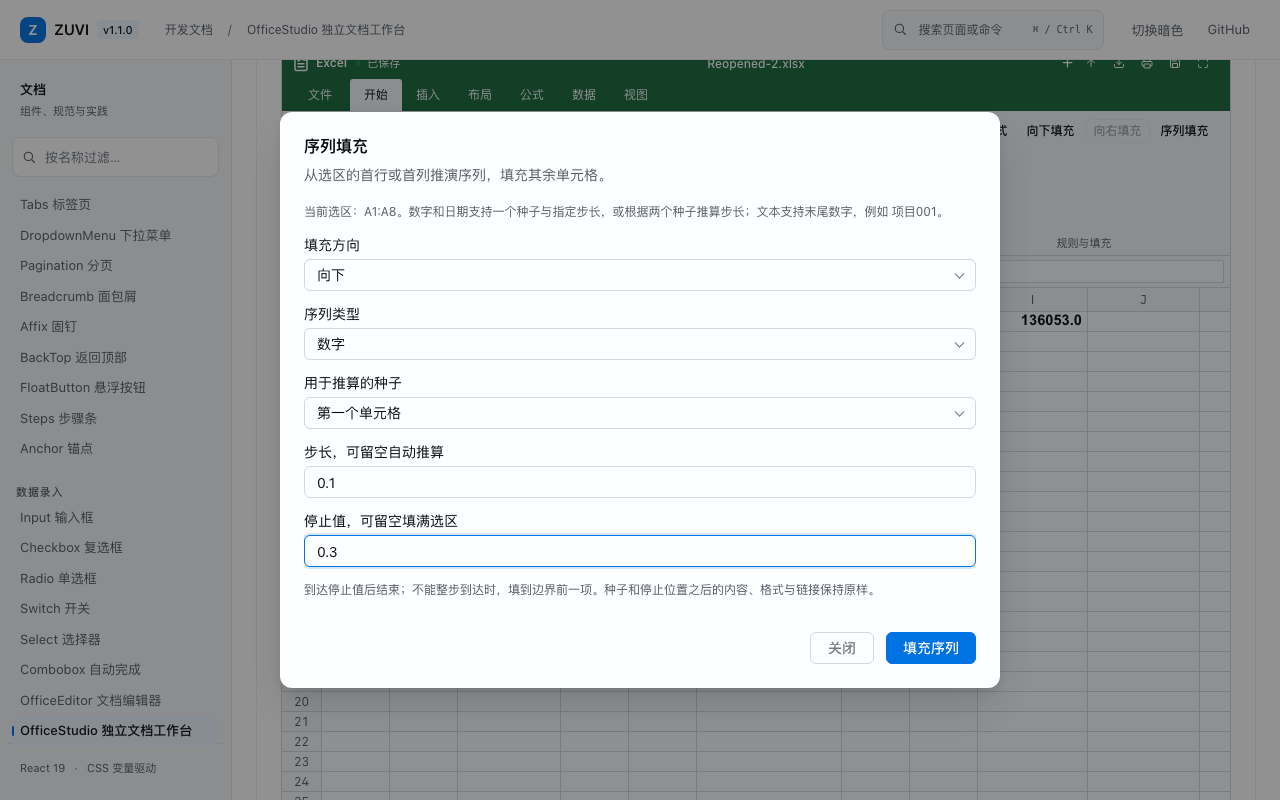 Z ZUVI v1.1.0 开发文档 / OfficeStudio 独立文档工作台 搜索页面或命令 ⌘ / Ctrl K 切换暗色 GitHub
文档
组件、规范与实践
按名称过滤...
Tabs 标签页
DropdownMenu 下拉菜单
Pagination 分页
Breadcrumb 面包屑
Affix 固钉
BackTop 返回顶部
FloatButton 悬浮按钮
Steps 步骤条
Anchor 锚点
数据录入
Input 输入框
Checkbox 复选框
Radio 单选框
Switch 开关
Select 选择器
Combobox 自动完成
OfficeEditor 文档编辑器
OfficeStudio 独立文档工作台
React 19 · CSS 变量驱动
Excel 已保存 Reopened-2.xlsx
文件 开始 插入 布局 公式 数据 视图
式 向下填充 向右填充 序列填充
规则与填充
I J
136053.0
序列填充
从选区的首行或首列推演序列，填充其余单元格。
当前选区：A1:A8。数字和日期支持一个种子与指定步长，或根据两个种子推算步长；文本支持末尾数字，例如 项目001。
填充方向
向下
序列类型
数字
用于推算的种子
第一个单元格
步长，可留空自动推算
0.1
停止值，可留空填满选区
0.3
到达停止值后结束；不能整步到达时，填到边界前一项。种子和停止位置之后的内容、格式与链接保持原样。
关闭 填充序列
20
21
22
23
24
25